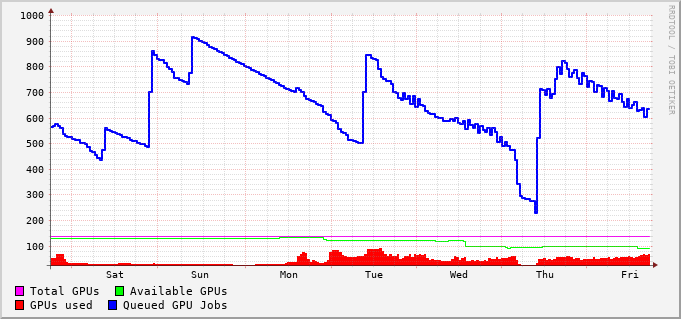 1000
900
800
700
600
500
400
300
200
100
Sat Sun Mon Tue Wed Thu Fri
RRDTOOL / TOBI OETIKER
Total GPUs Available GPUs
GPUs used Queued GPU Jobs